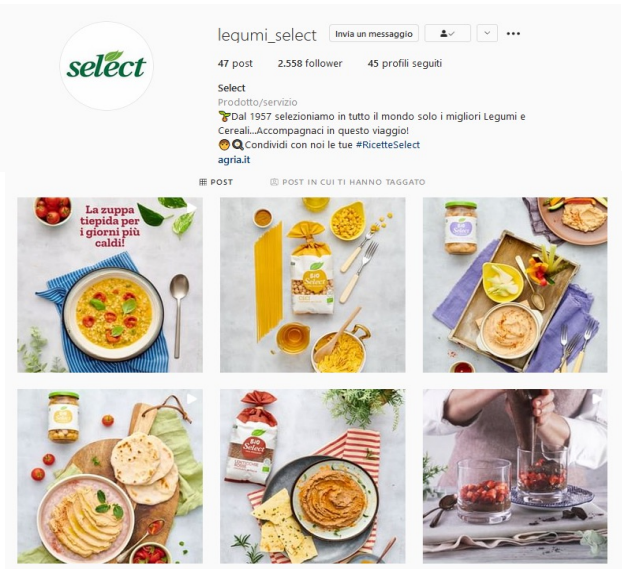 legumi_select Invia un messaggio
select
47 post 2.558 follower 45 profili seguiti
Select
Prodotto/servizio
Dal 1957 selezioniamo in tutto il mondo solo i migliori Legumi e
Cereali...Accompagnaci in questo viaggio!
Condividi con noi le tue #RicetteSelect
agria.it
POST POST IN CUI TI HANNO TAGGATO
La zuppa
tiepida per
i giorni più
caldi!
BIO
Select
BIO
Select